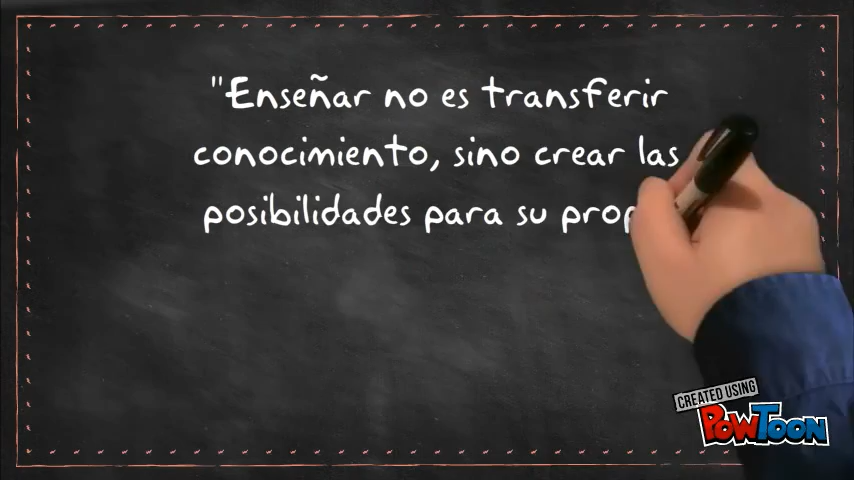 "Enseñar no es transferir
conocimiento, sino crear las
posibilidades para su prop
CREATED USING
POWTOON